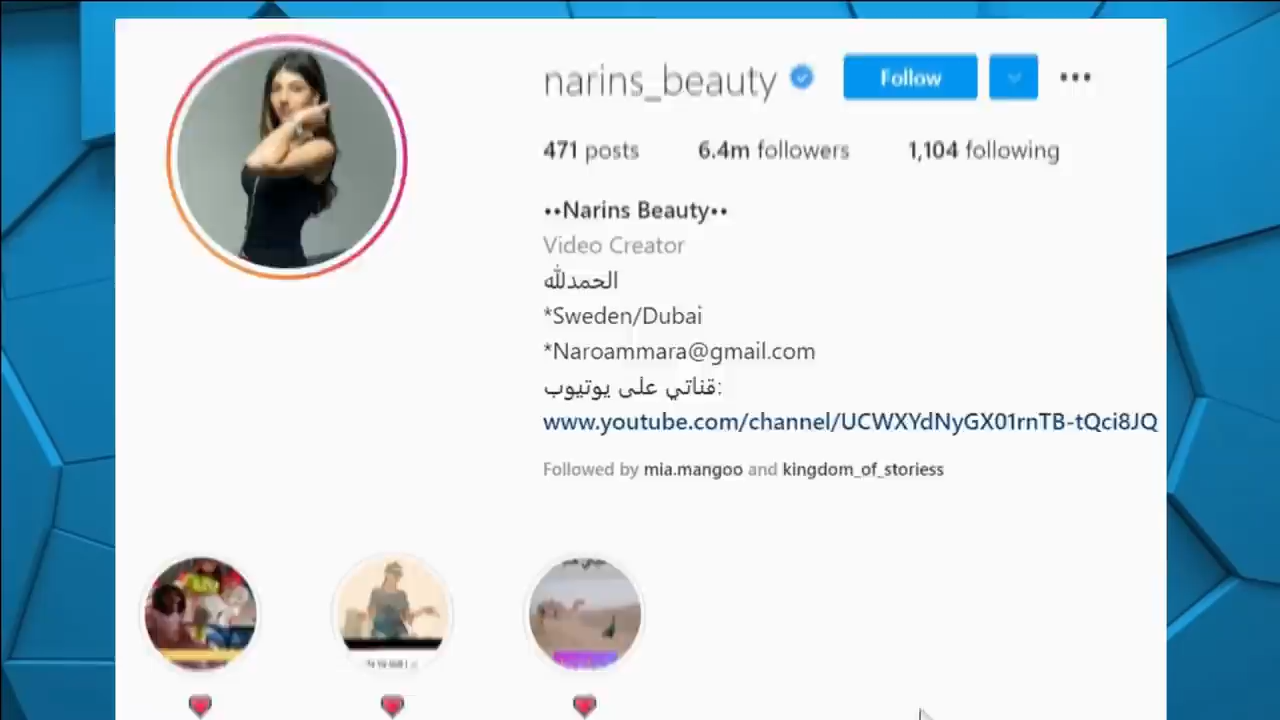 narins_beauty
Follow
471 posts 6.4m followers 1,104 following
••Narins Beauty••
Video Creator
الحمدلله
*Sweden/Dubai
*Naroammara@gmail.com
قناتي على يوتيوب:
www.youtube.com/channel/UCWXYdNyGX01rnTB-tQci8JQ
Followed by mia.mangoo and kingdom_of_storiess